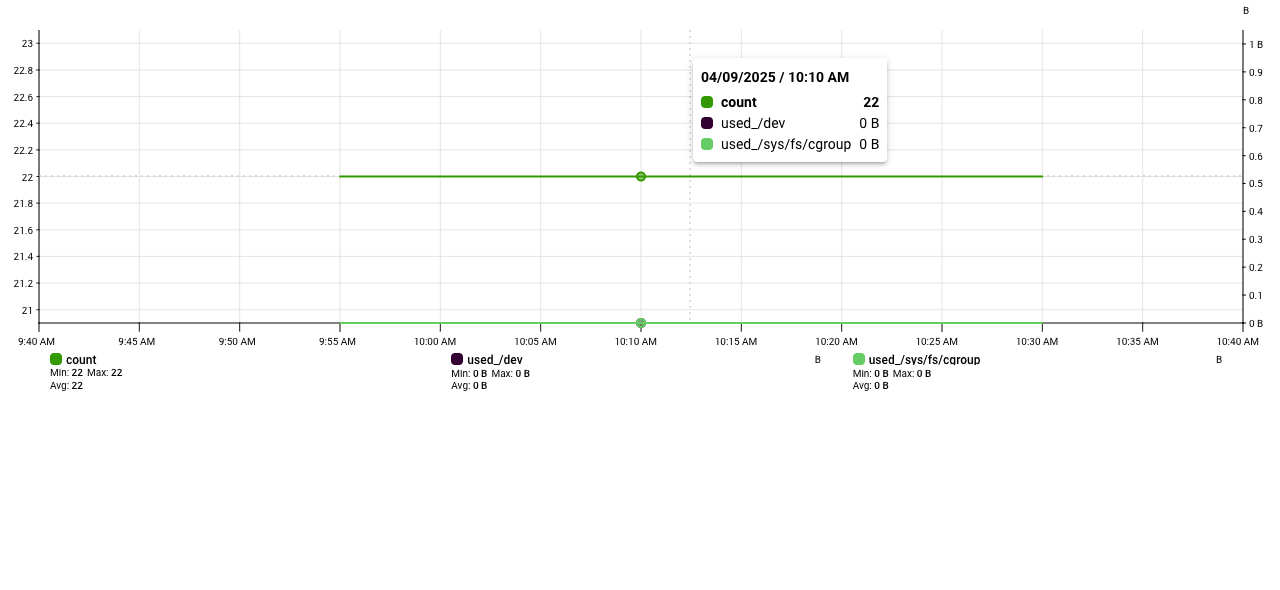 B
23
22.8
22.6
22.4
22.2
22
21.8
21.6
21.4
21.2
21
1 B
0.9
0.8
0.7
0.6
0.5
0.4
0.3
0.2
0.1
0 B
04/09/2025 / 10:10 AM
count 22
used_/dev 0 B
used_/sys/fs/cgroup 0 B
9:40 AM 9:45 AM 9:50 AM 9:55 AM 10:00 AM 10:05 AM 10:10 AM 10:15 AM 10:20 AM 10:25 AM 10:30 AM 10:35 AM 10:40 AM
count
Min: 22 Max: 22
Avg: 22
used_/dev B
Min: 0 B Max: 0 B
Avg: 0 B
used_/sys/fs/cgroup B
Min: 0 B Max: 0 B
Avg: 0 B